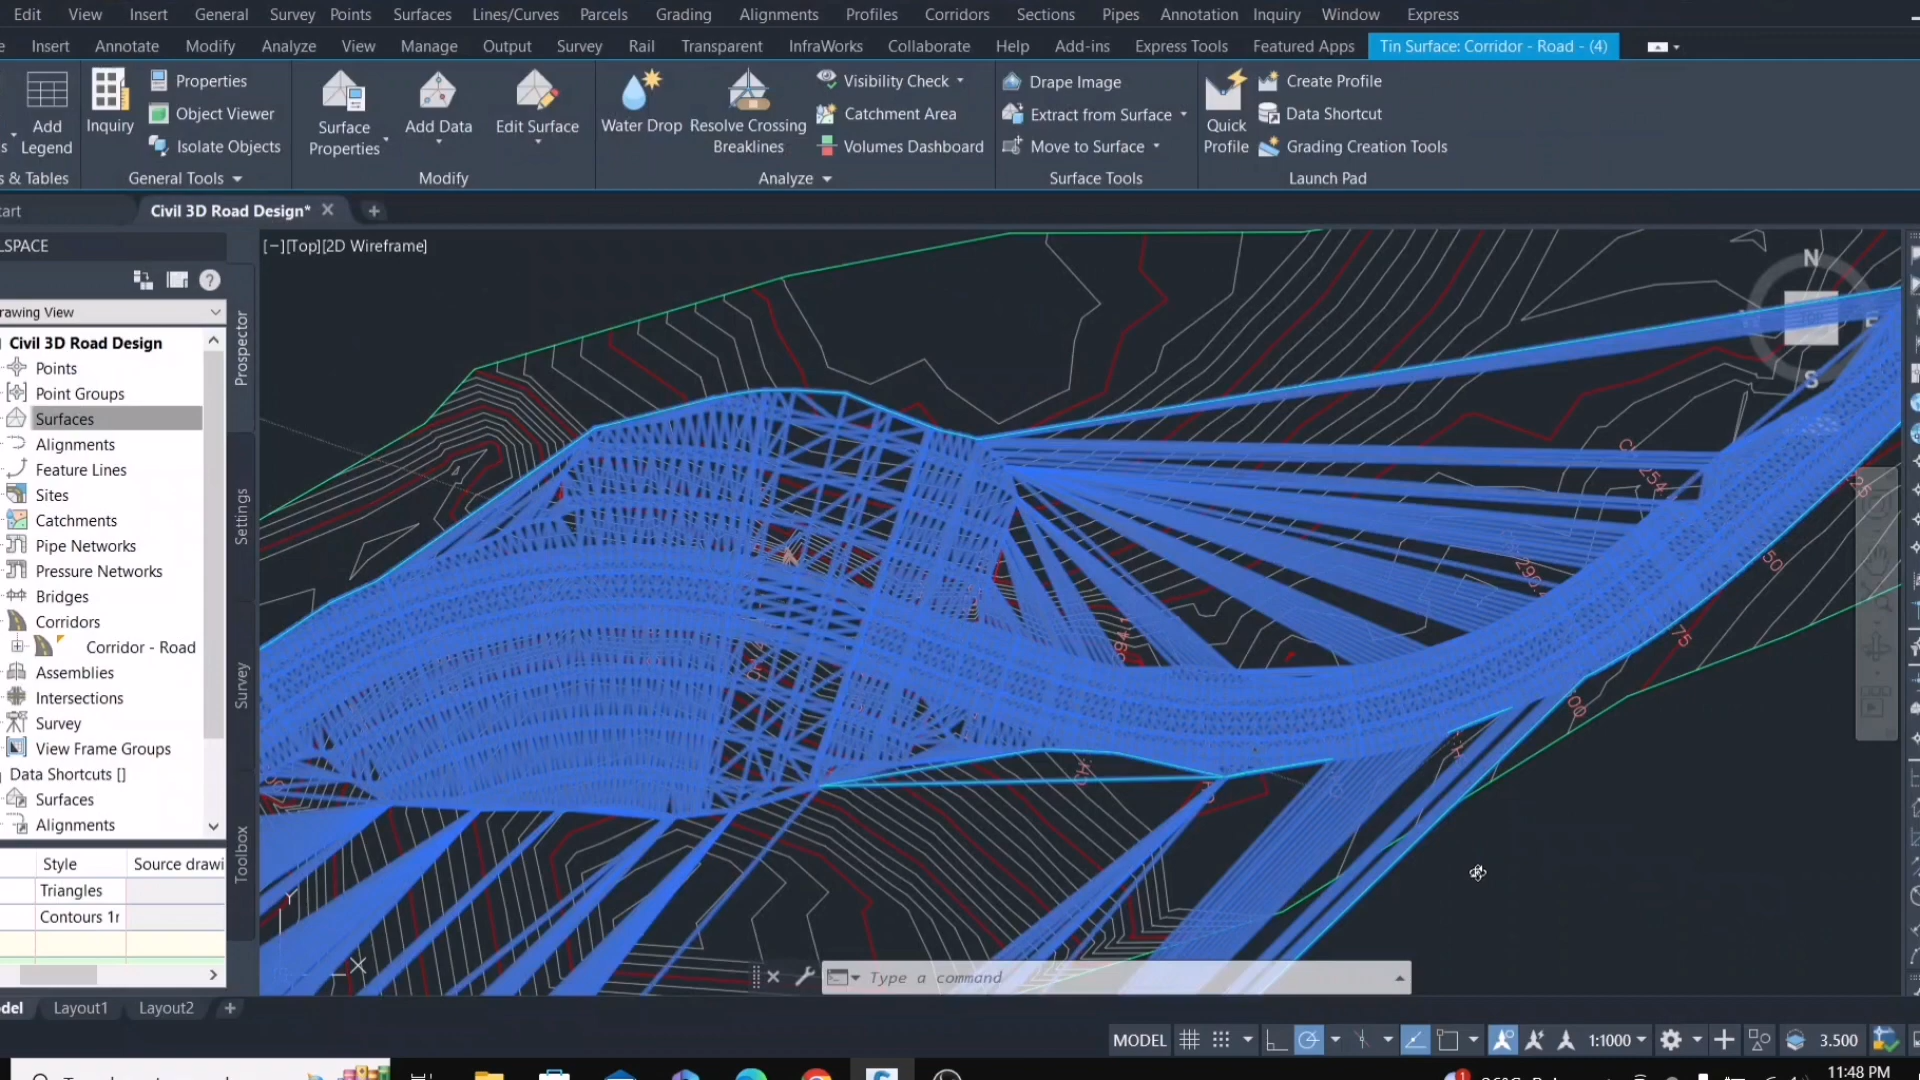 Edit View Insert General Survey Points Surfaces Lines/Curves Parcels Grading Alignments Profiles Corridors Sections Pipes Annotation Inquiry Window Express
Insert Annotate Modify Analyze View Manage Output Survey Rail Transparent InfraWorks Collaborate Help Add-ins Express Tools Featured Apps Tin Surface: Corridor - Road - (4)
Add Legend
Inquiry
Properties
Object Viewer
Isolate Objects
Surface Properties
Add Data
Edit Surface
Water Drop
Resolve Crossing Breaklines
Visibility Check
Catchment Area
Volumes Dashboard
Drape Image
Extract from Surface
Move to Surface
Quick Profile
Create Profile
Data Shortcut
Grading Creation Tools
s & Tables General Tools Modify Analyze Surface Tools Launch Pad
tart Civil 3D Road Design*
LSPACE
[−][Top][2D Wireframe]
rawing View
Civil 3D Road Design
Points
Point Groups
Surfaces
Alignments
Feature Lines
Sites
Catchments
Pipe Networks
Pressure Networks
Bridges
Corridors
Corridor - Road
Assemblies
Intersections
Survey
View Frame Groups
Data Shortcuts []
Surfaces
Alignments
Prospector
Settings
Survey
Toolbox
Style Source drawi
Triangles
Contours 1r
N
S
75
50
Y
X
Type a command
del Layout1 Layout2
MODEL 1:1000 3.500
11:48 PM